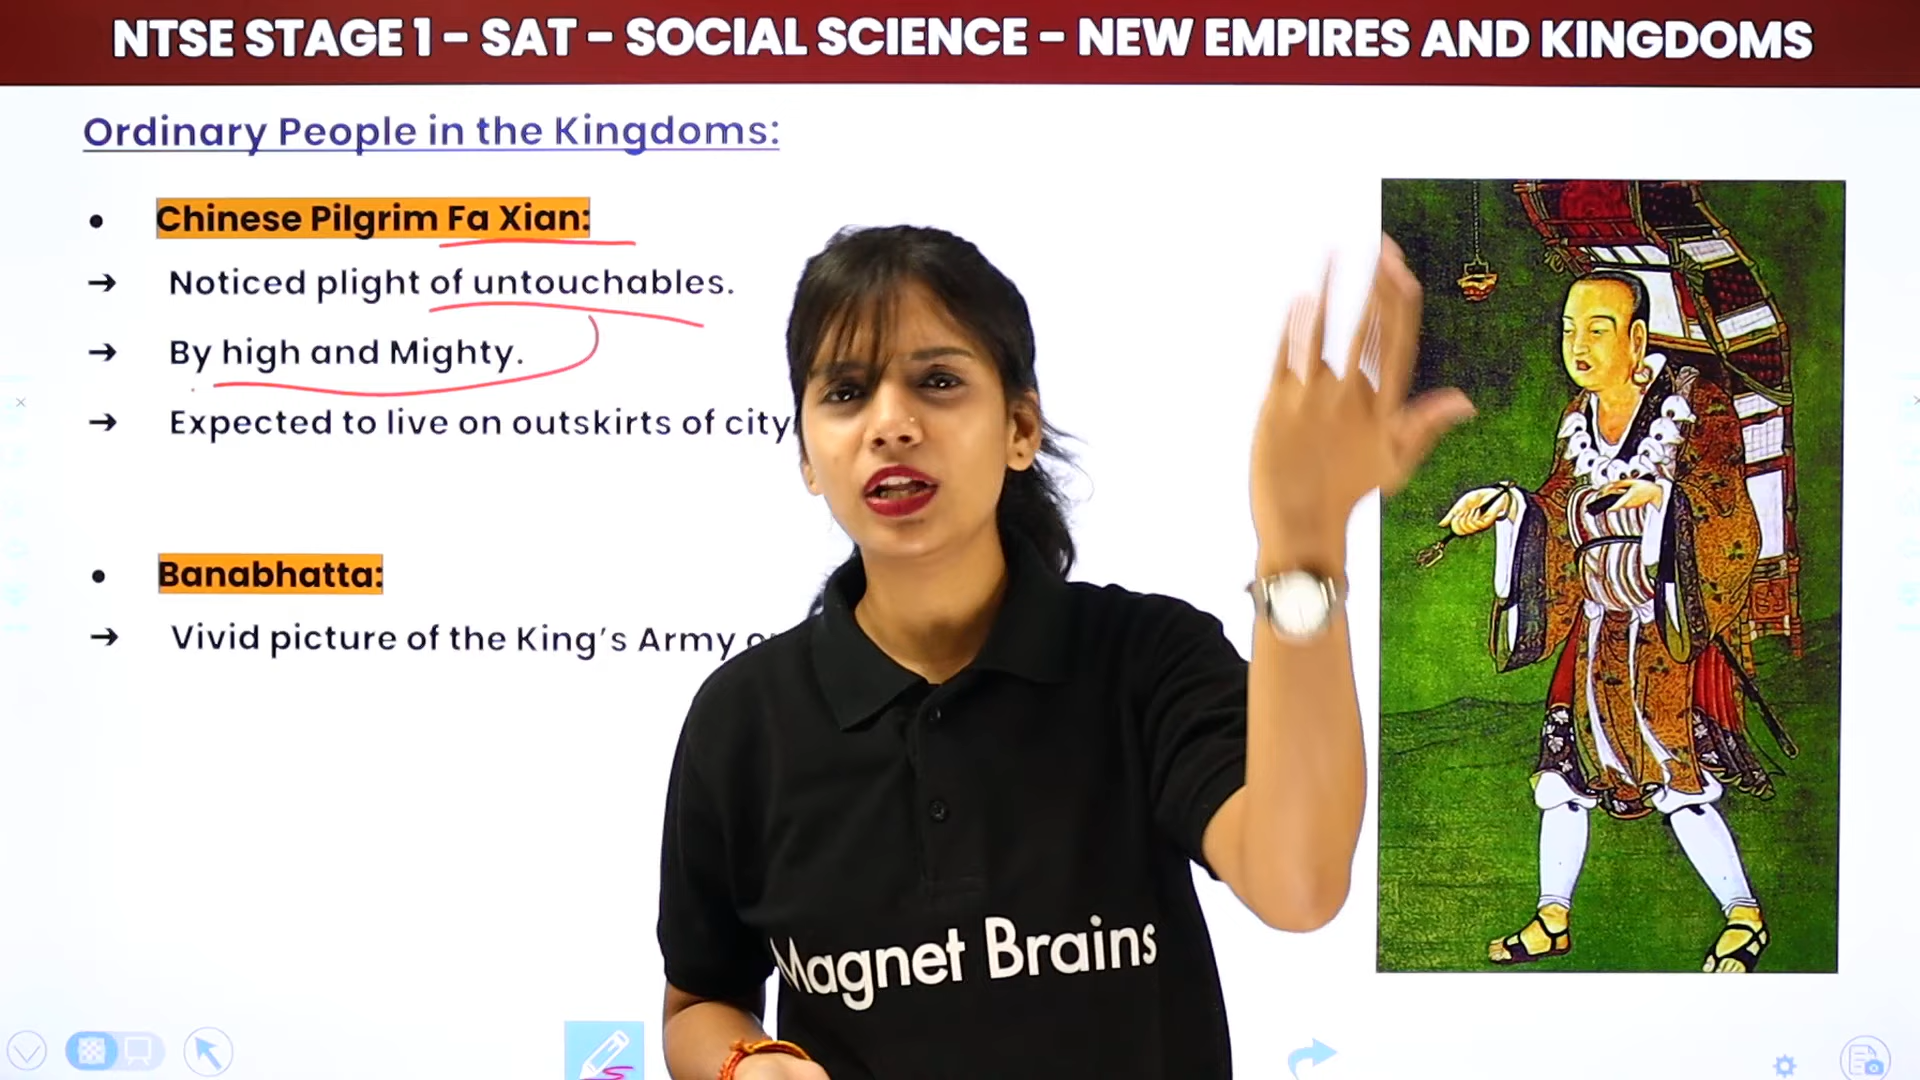 NTSE STAGE 1 - SAT - SOCIAL SCIENCE - NEW EMPIRES AND KINGDOMS
Ordinary People in the Kingdoms:
• Chinese Pilgrim Fa Xian:
→ Noticed plight of untouchables.
→ By high and Mighty.
→ Expected to live on outskirts of city
• Banabhatta:
→ Vivid picture of the King's Army
Magnet Brains